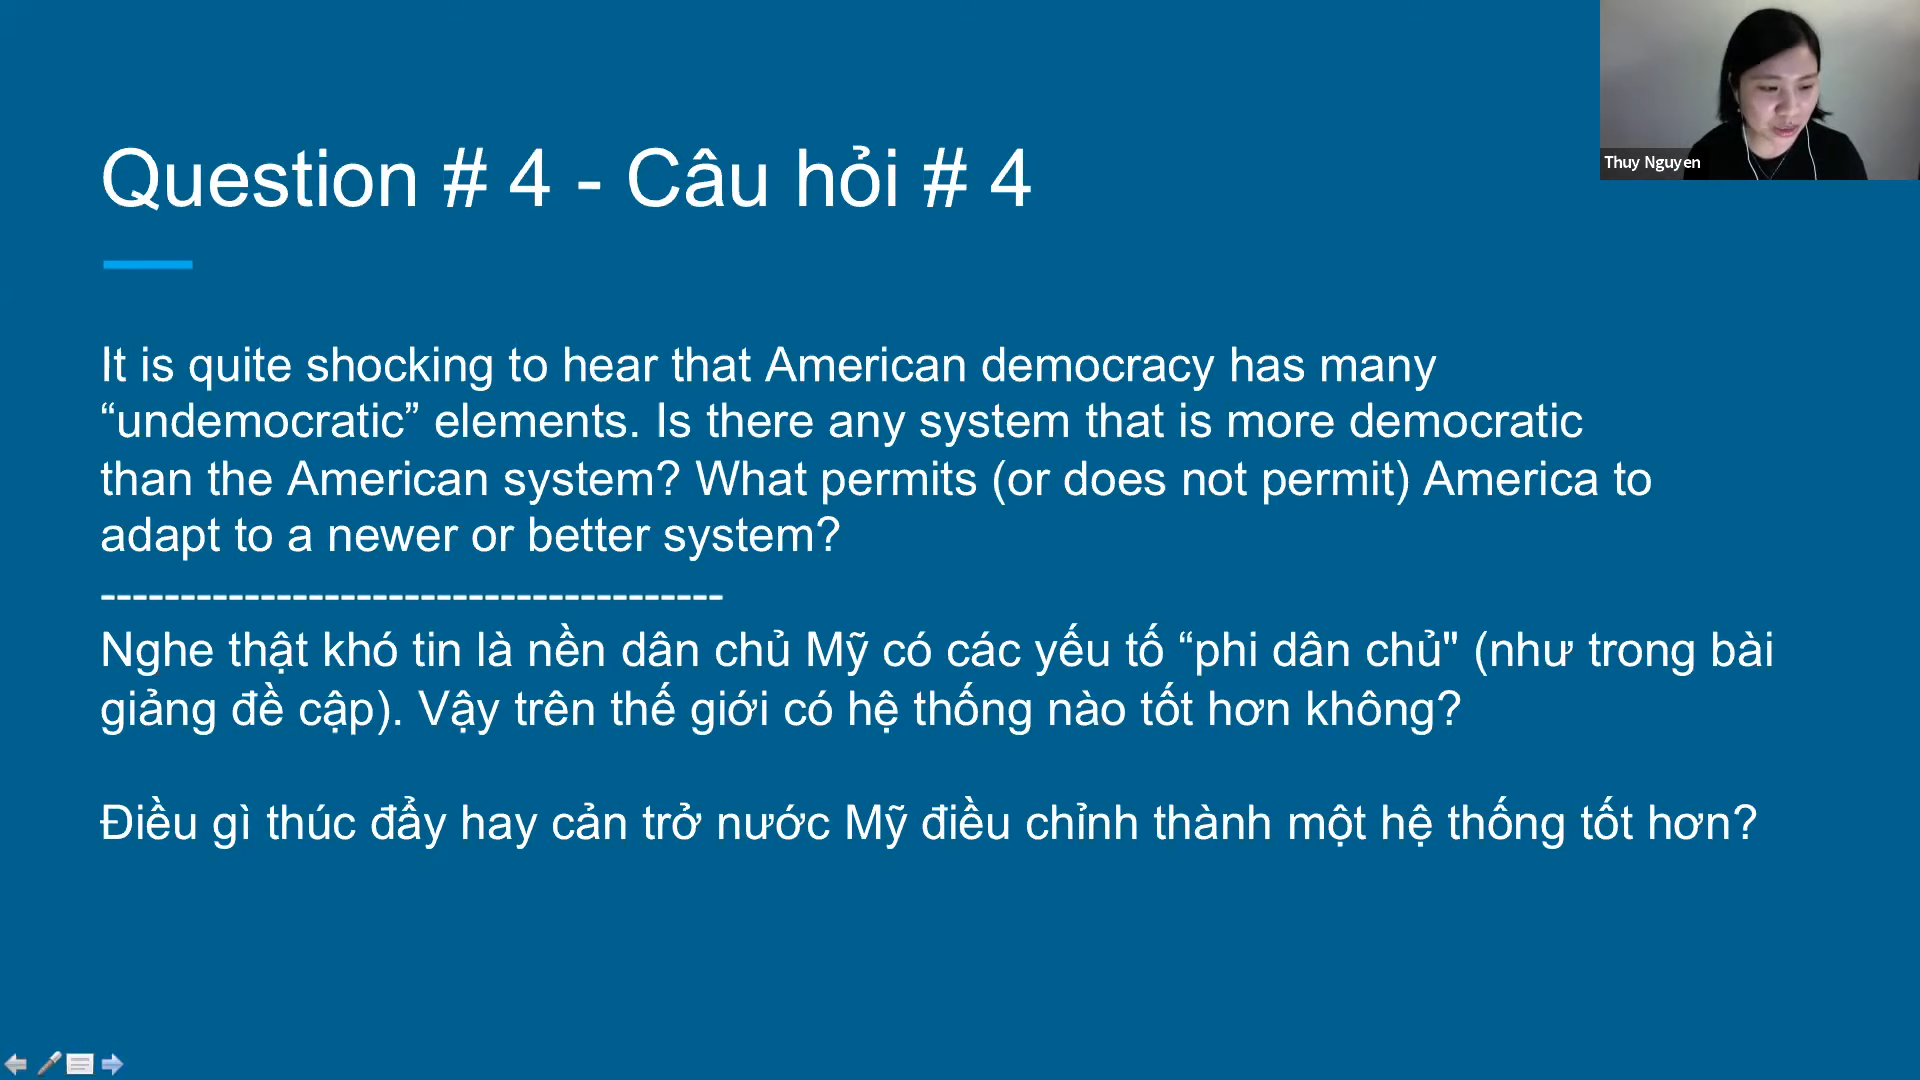 Question # 4 - Câu hỏi # 4
Thuy Nguyen
It is quite shocking to hear that American democracy has many
“undemocratic” elements. Is there any system that is more democratic
than the American system? What permits (or does not permit) America to
adapt to a newer or better system?
---------------------------------------
Nghe thật khó tin là nền dân chủ Mỹ có các yếu tố “phi dân chủ" (như trong bài
giảng đề cập). Vậy trên thế giới có hệ thống nào tốt hơn không?
Điều gì thúc đẩy hay cản trở nước Mỹ điều chỉnh thành một hệ thống tốt hơn?